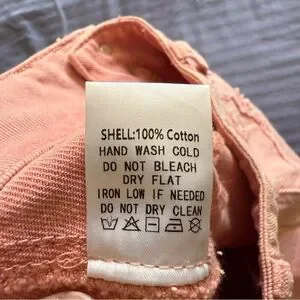 SHELL:100% Cotton
HAND WASH COLD
DO NOT BLEACH
DRY FLAT
IRON LOW IF NEEDED
DO NOT DRY CLEAN